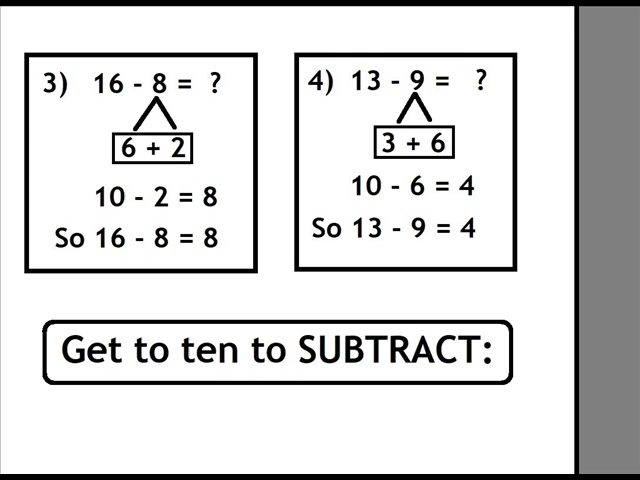 3) 16 - 8 = ?
6 + 2
10 - 2 = 8
So 16 - 8 = 8
4) 13 - 9 = ?
3 + 6
10 - 6 = 4
So 13 - 9 = 4
Get to ten to SUBTRACT: